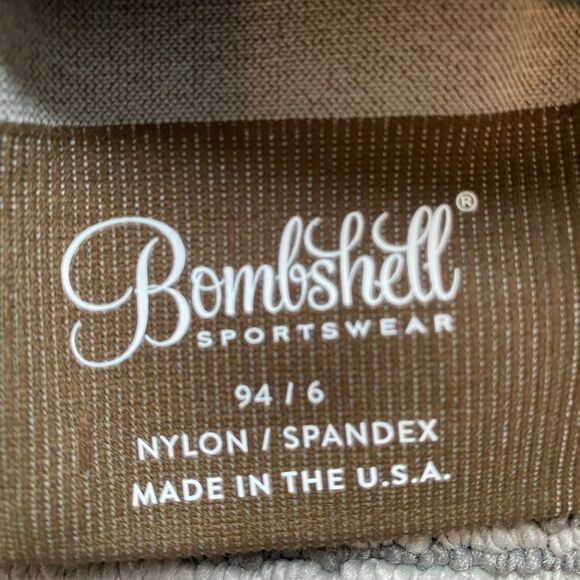 Bombshell®
SPORTSWEAR
94 / 6
NYLON / SPANDEX
MADE IN THE U.S.A.